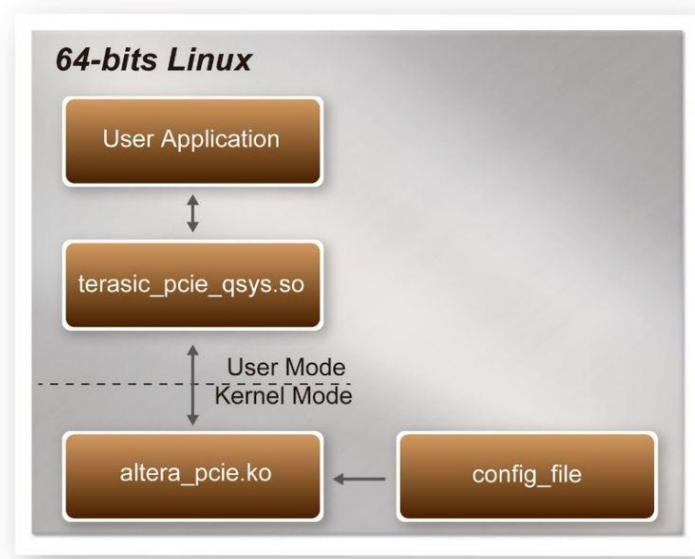 64-bits Linux
User Application
terasic_pcie_qsys.so
User Mode
Kernel Mode
altera_pcie.ko
config_file